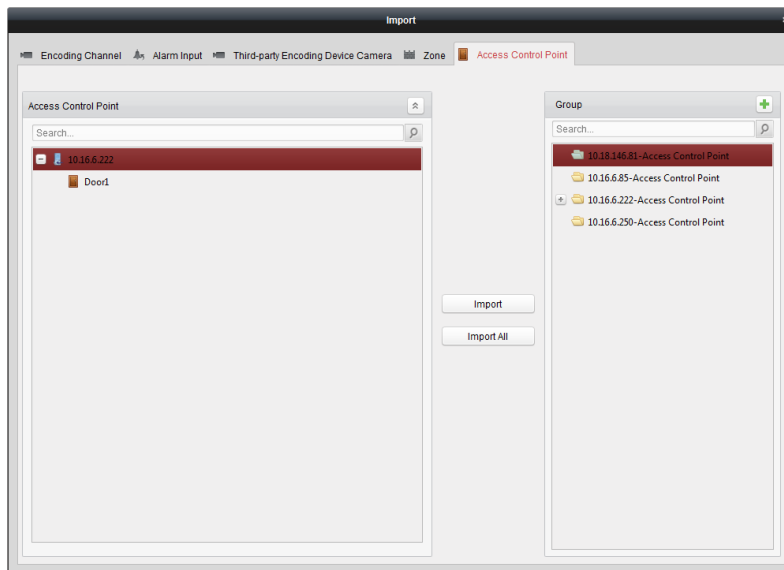 Import
Encoding Channel Alarm Input Third-party Encoding Device Camera Zone Access Control Point
Access Control Point
Search...
10.16.6.222
Door1
Import
Import All
Group
Search...
10.18.146.81-Access Control Point
10.16.6.85-Access Control Point
10.16.6.222-Access Control Point
10.16.6.250-Access Control Point